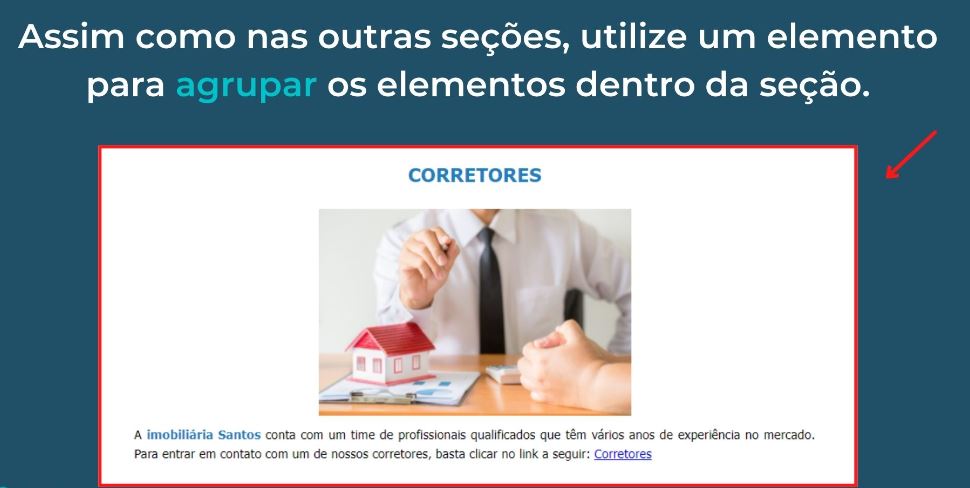 Assim como nas outras seções, utilize um elemento
para agrupar os elementos dentro da seção.
CORRETORES
A imobiliária Santos conta com um time de profissionais qualificados que têm vários anos de experiência no mercado.
Para entrar em contato com um de nossos corretores, basta clicar no link a seguir: Corretores